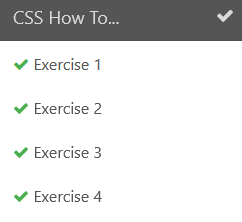 CSS How To...
Exercise 1
Exercise 2
Exercise 3
Exercise 4